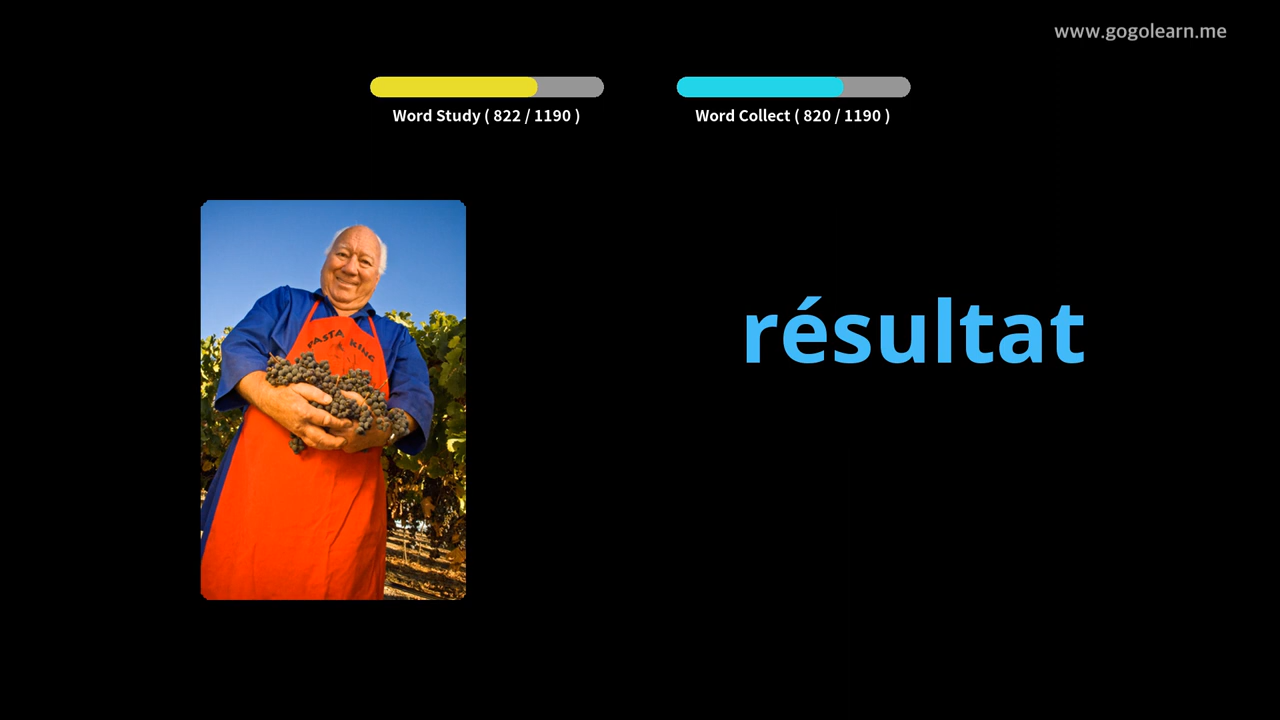 www.gogolearn.me
Word Study ( 822 / 1190 )
Word Collect ( 820 / 1190 )
PASTA KING
résultat